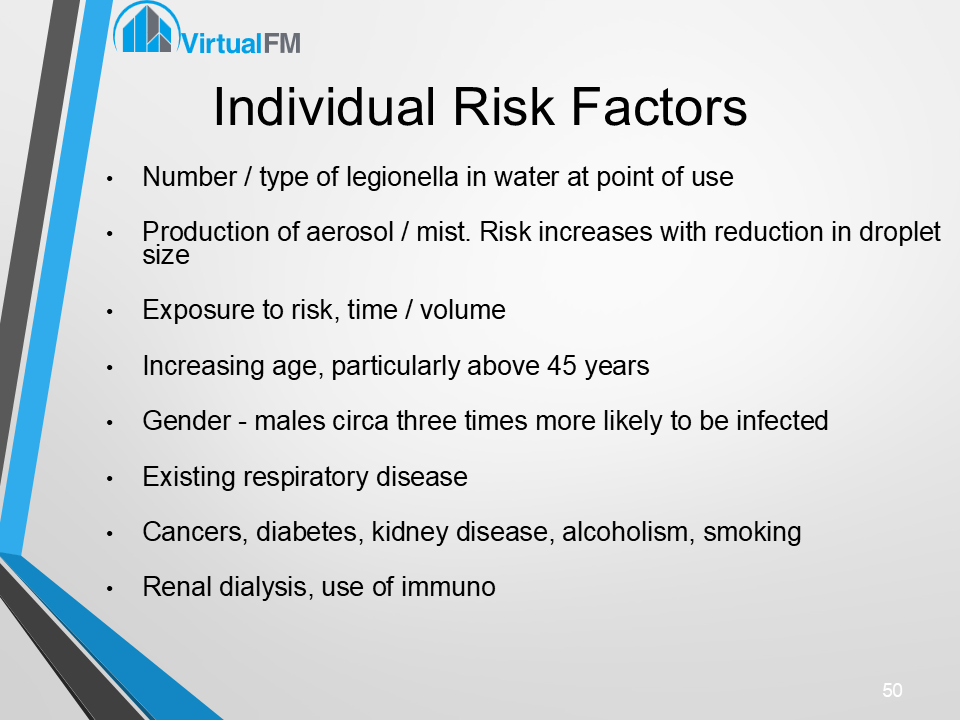 VirtualFM
Individual Risk Factors
• Number / type of legionella in water at point of use
• Production of aerosol / mist. Risk increases with reduction in droplet
size
• Exposure to risk, time / volume
• Increasing age, particularly above 45 years
• Gender - males circa three times more likely to be infected
• Existing respiratory disease
• Cancers, diabetes, kidney disease, alcoholism, smoking
• Renal dialysis, use of immuno
50